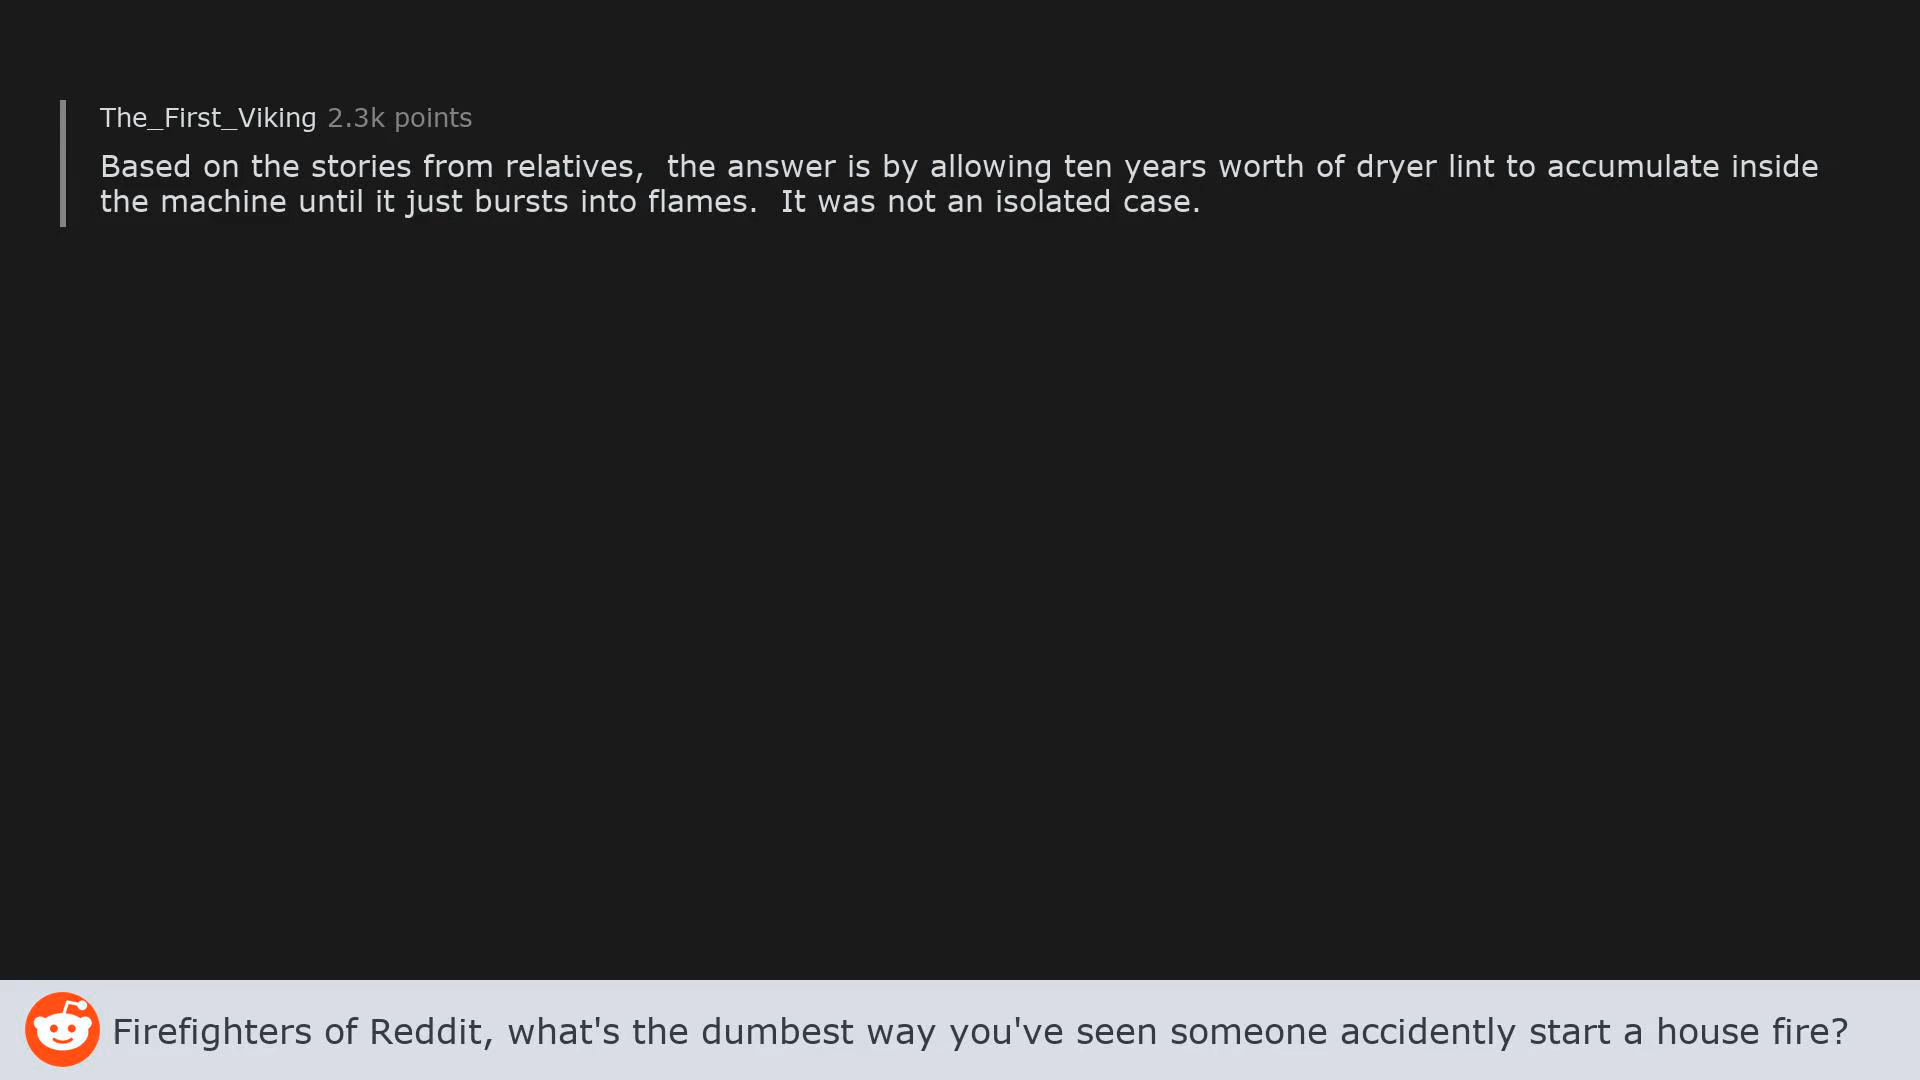 The_First_Viking 2.3k points
Based on the stories from relatives,  the answer is by allowing ten years worth of dryer lint to accumulate inside
the machine until it just bursts into flames.  It was not an isolated case.
Firefighters of Reddit, what's the dumbest way you've seen someone accidently start a house fire?